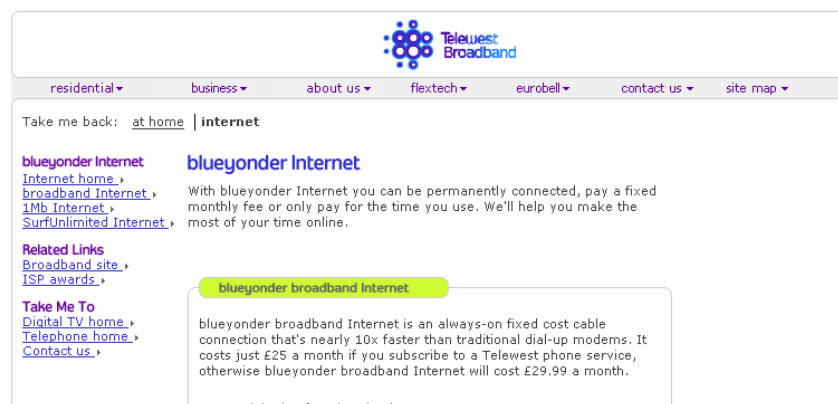 Telewest
Broadband
residential business about us flextech eurobell contact us site map
Take me back: at home | internet
blueyonder Internet
Internet home
broadband Internet
1Mb Internet
SurfUnlimited Internet
Related Links
Broadband site
ISP awards
Take Me To
Digital TV home
Telephone home
Contact us
blueyonder Internet
With blueyonder Internet you can be permanently connected, pay a fixed
monthly fee or only pay for the time you use. We'll help you make the
most of your time online.
blueyonder broadband Internet
blueyonder broadband Internet is an always-on fixed cost cable
connection that's nearly 10x faster than traditional dial-up modems. It
costs just £25 a month if you subscribe to a Telewest phone service,
otherwise blueyonder broadband Internet will cost £29.99 a month.